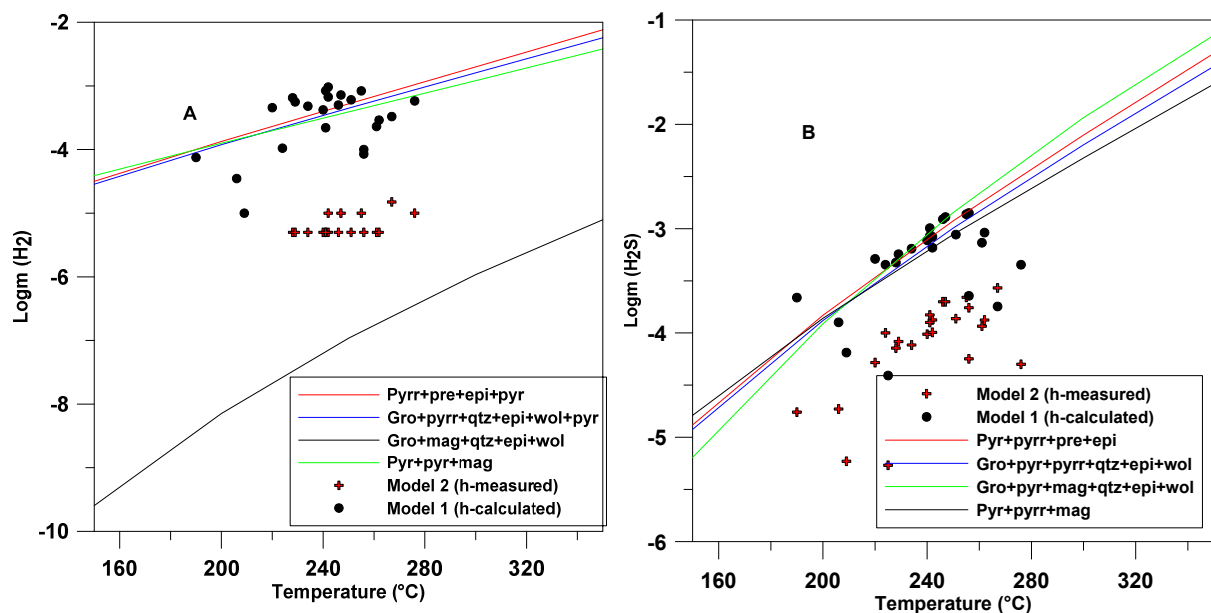 -2
-4
-6
-8
-10
Logm (H2)
A
160
200
240
280
320
Temperature (°C)
Pyrr+pre+epi+pyr
Gro+pyrr+qtz+epi+wol+pyr
Gro+mag+qtz+epi+wol
Pyr+pyr+mag
Model 2 (h-measured)
Model 1 (h-calculated)
-1
-2
-3
-4
-5
-6
Logm (H2S)
B
160
200
240
280
320
Temperature (°C)
Model 2 (h-measured)
Model 1 (h-calculated)
Pyr+pyrr+pre+epi
Gro+pyr+pyrr+qtz+epi+wol
Gro+pyr+mag+qtz+epi+wol
Pyr+pyrr+mag